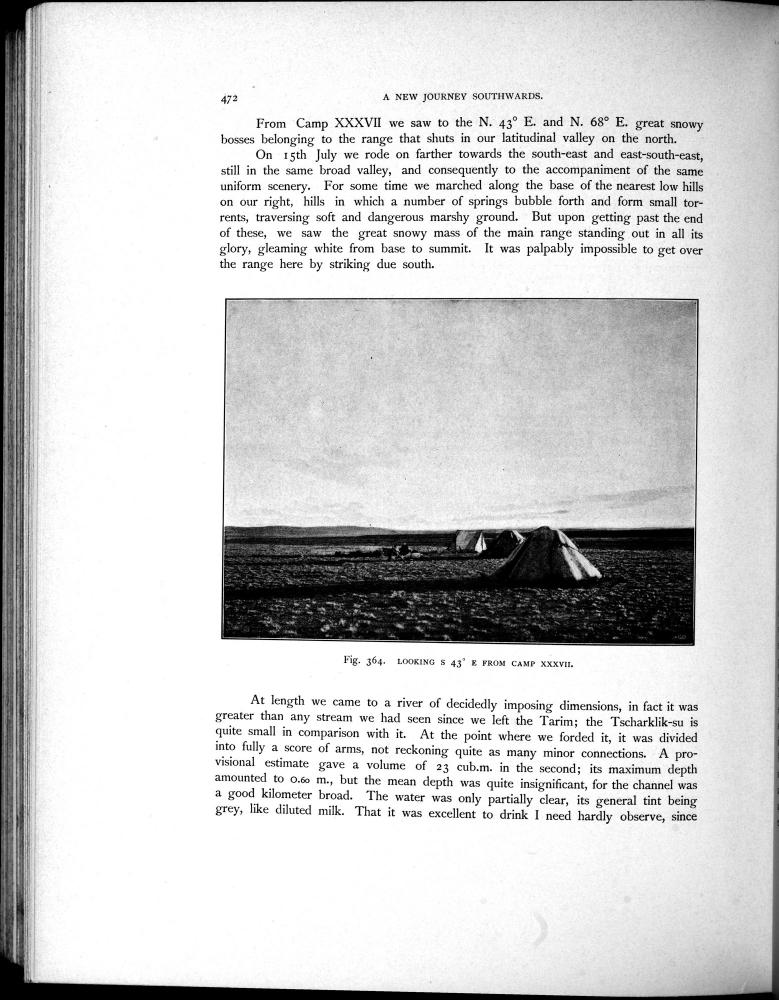 472
A NEW JOURNEY SOUTHWARDS.
From Camp XXXVII we saw to the N. 43° E. and N. 68° E. great snowy
bosses belonging to the range that shuts in our latitudinal valley on the north.
On 15th July we rode on farther towards the south-east and east-south-east,
still in the same broad valley, and consequently to the accompaniment of the same
uniform scenery. For some time we marched along the base of the nearest low hills
on our right, hills in which a number of springs bubble forth and form small tor-
rents, traversing soft and dangerous marshy ground. But upon getting past the end
of these, we saw the great snowy mass of the main range standing out in all its
glory, gleaming white from base to summit. It was palpably impossible to get over
the range here by striking due south.
Fig. 364. LOOKING S 43° E FROM CAMP XXXVII.
At length we came to a river of decidedly imposing dimensions, in fact it was
greater than any stream we had seen since we left the Tarim; the Tscharklik-su is
quite small in comparison with it. At the point where we forded it, it was divided
into fully a score of arms, not reckoning quite as many minor connections. A pro-
visional estimate gave a volume of 23 cub.m. in the second; its maximum depth
amounted to 0.60 m., but the mean depth was quite insignificant, for the channel was
a good kilometer broad. The water was only partially clear, its general tint being
grey, like diluted milk. That it was excellent to drink I need hardly observe, since